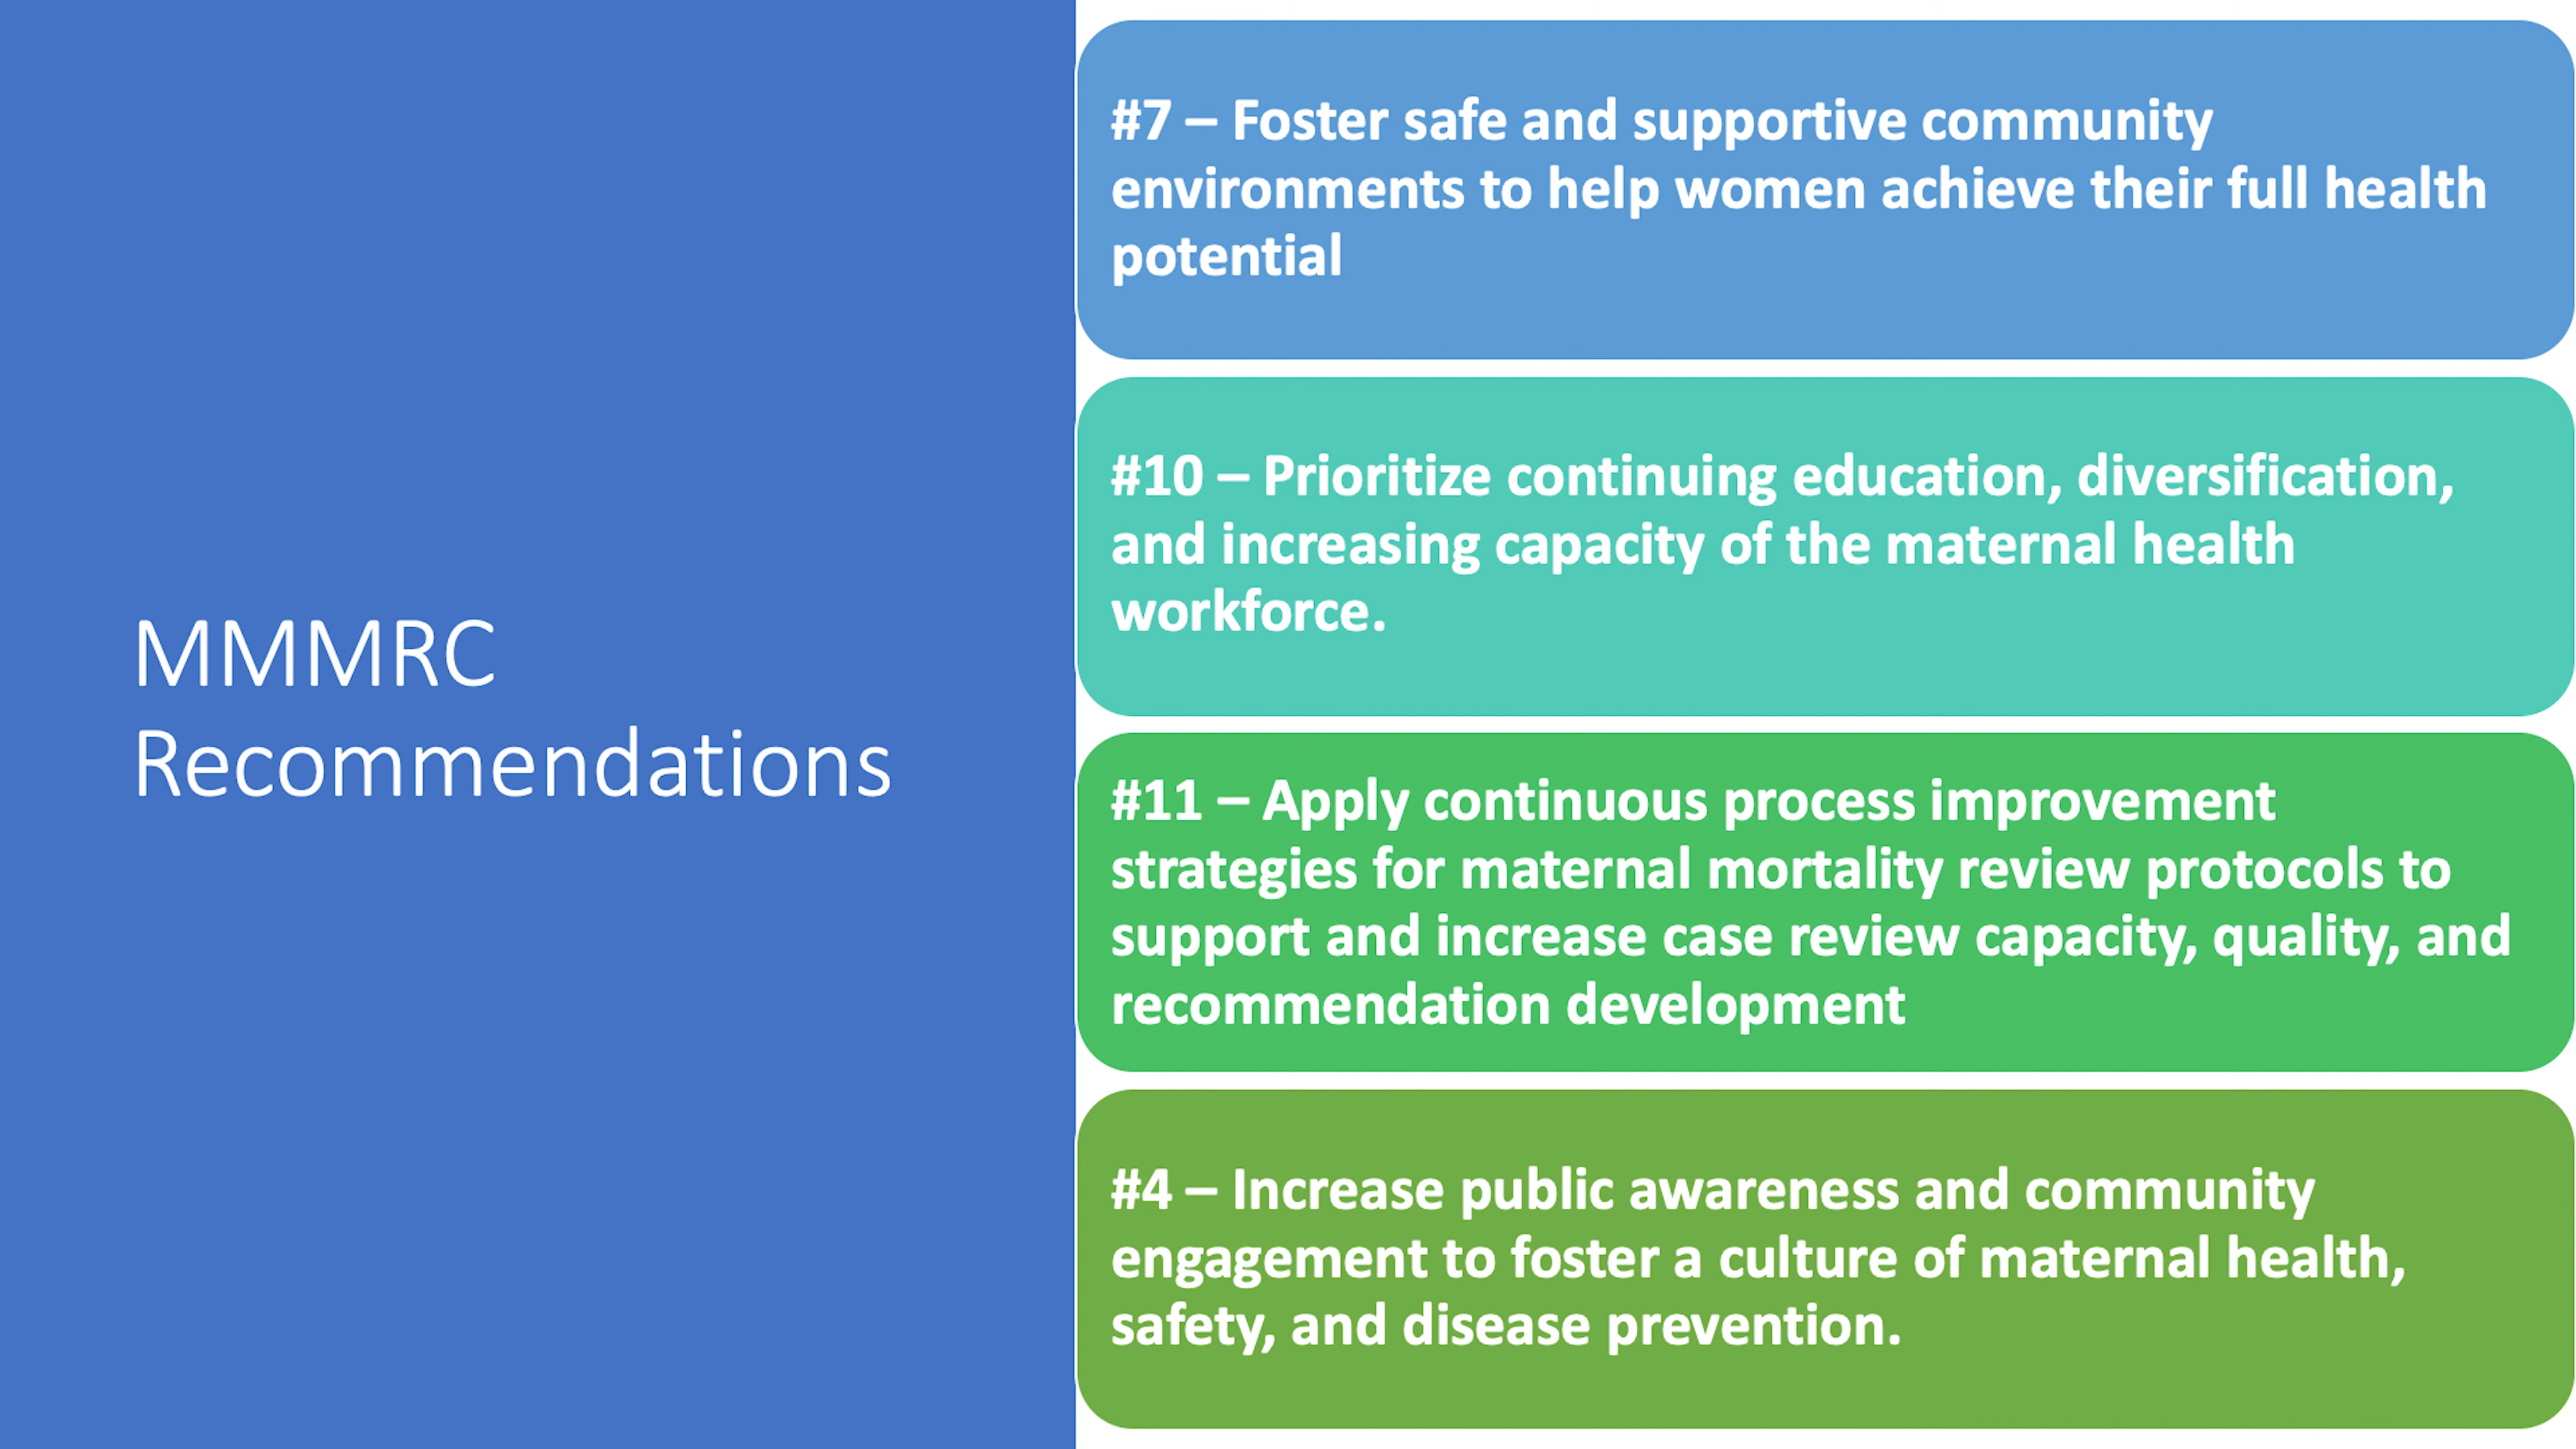 MMMRC
Recommendations
#7 – Foster safe and supportive community
environments to help women achieve their full health
potential
#10 – Prioritize continuing education, diversification,
and increasing capacity of the maternal health
workforce.
#11 – Apply continuous process improvement
strategies for maternal mortality review protocols to
support and increase case review capacity, quality, and
recommendation development
#4 – Increase public awareness and community
engagement to foster a culture of maternal health,
safety, and disease prevention.